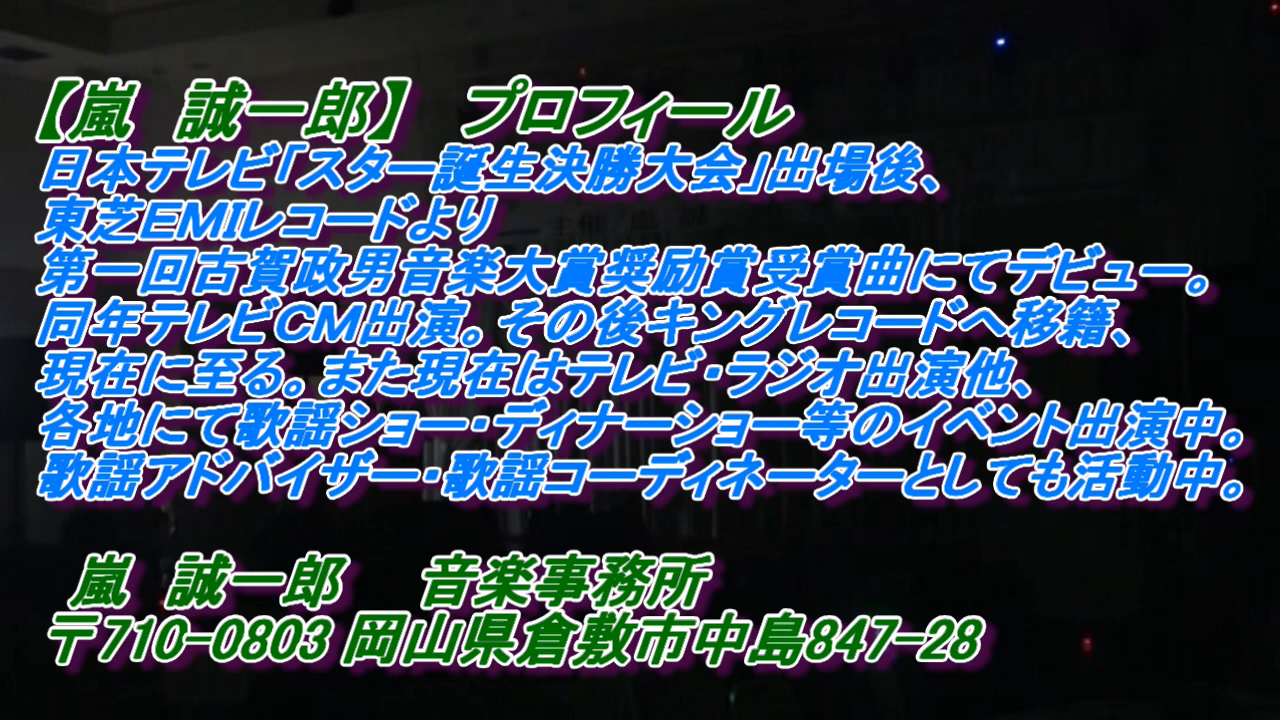 【嵐　誠一郎】　プロフィール
日本テレビ「スター誕生決勝大会」出場後、
東芝EMIレコードより
第一回古賀政男音楽大賞奨励賞受賞曲にてデビュー。
同年テレビCM出演。その後キングレコードへ移籍、
現在に至る。また現在はテレビ・ラジオ出演他、
各地にて歌謡ショー・ディナーショー等のイベント出演中。
歌謡アドバイザー・歌謡コーディネーターとしても活動中。
嵐　誠一郎　　音楽事務所
〒710-0803 岡山県倉敷市中島847-28